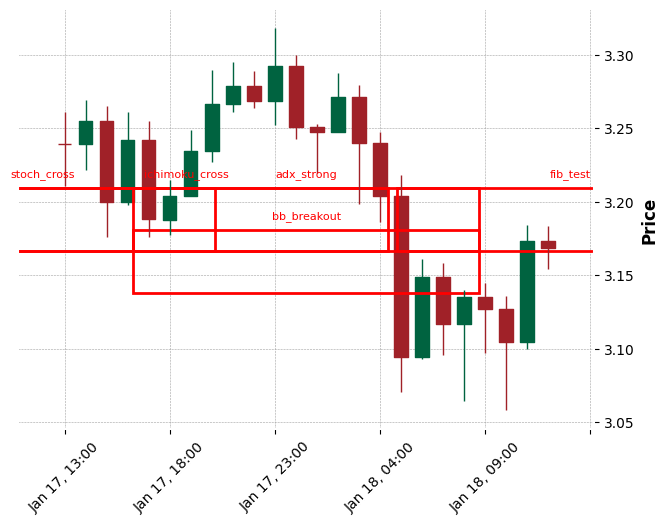 3.30
3.25
stoch_cross ichimoku_cross adx_strong fib_test
3.20
bb_breakout
Price
3.15
3.10
3.05
Jan 17, 13:00
Jan 17, 18:00
Jan 17, 23:00
Jan 18, 04:00
Jan 18, 09:00